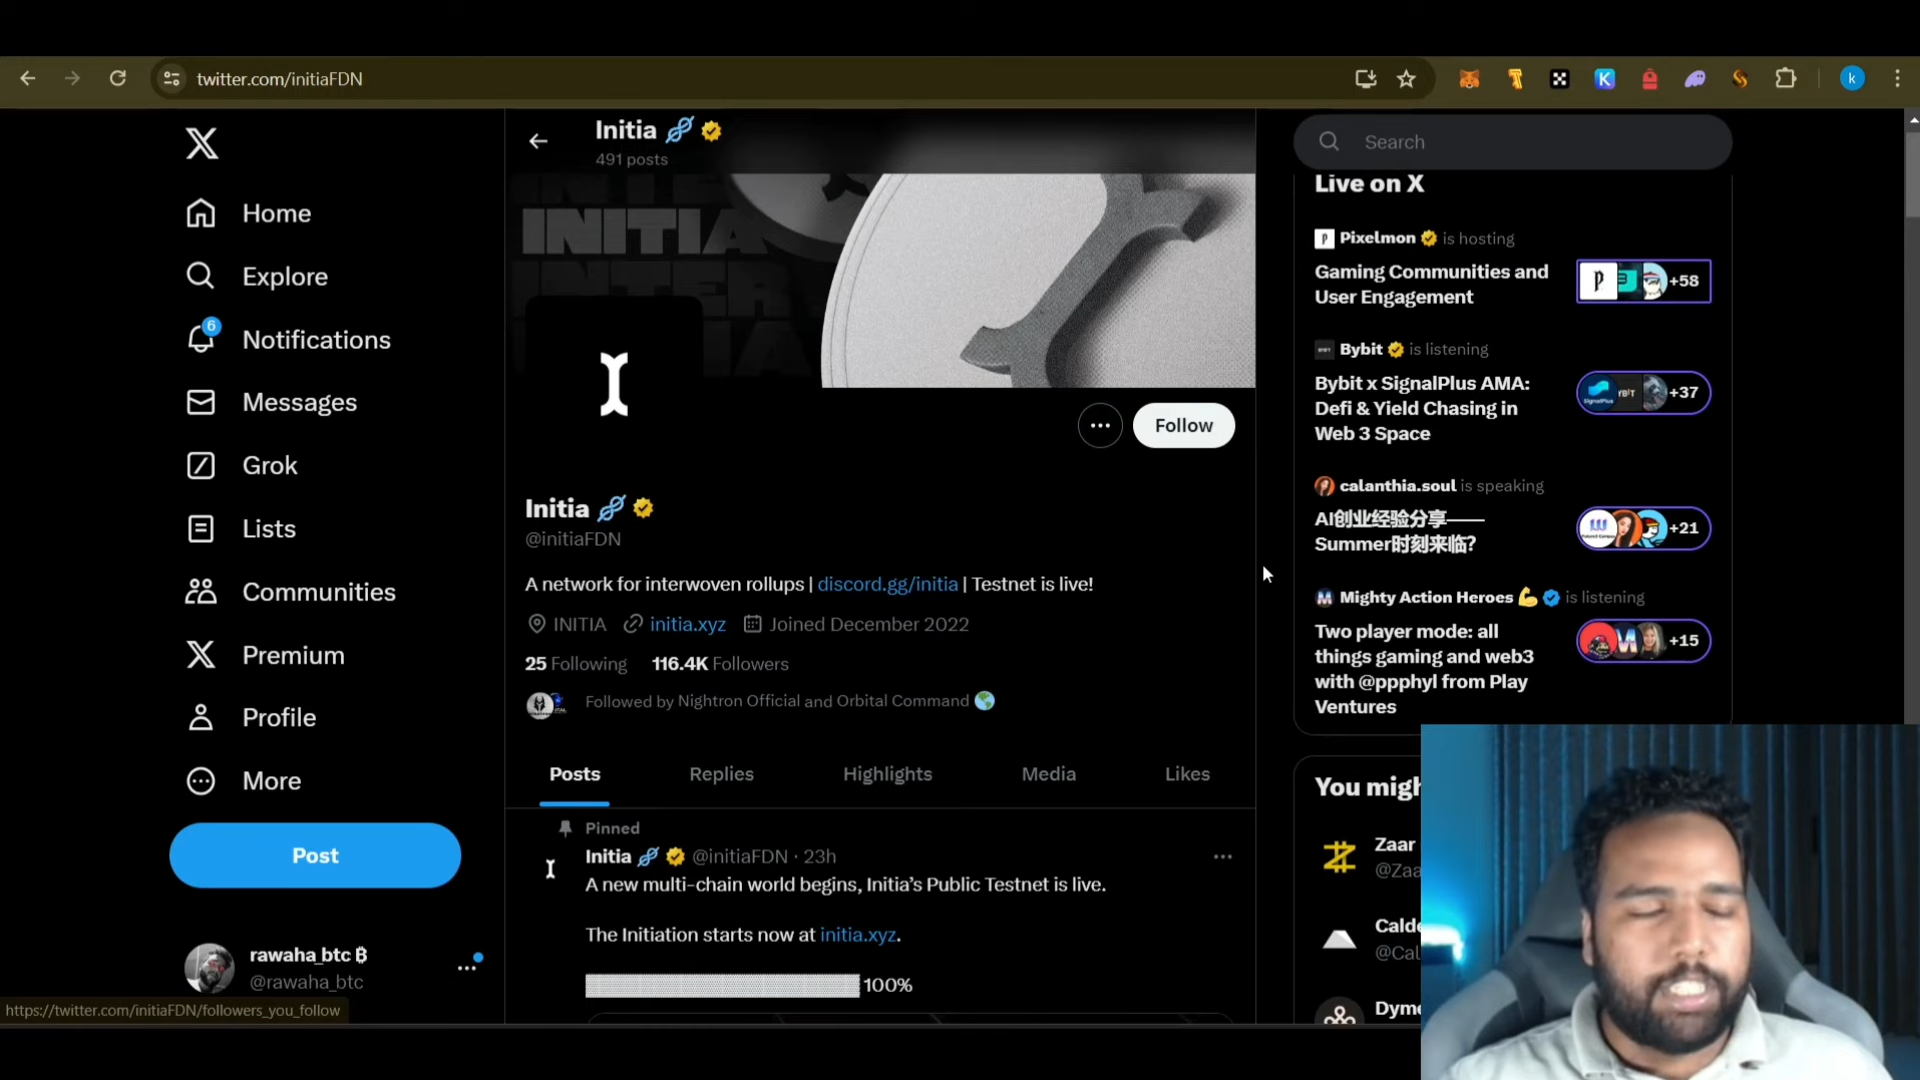 twitter.com/initiaFDN
k
Initia
491 posts
INITIA
INTER
Search
Live on X
Home
Explore
6
Notifications
Messages
Grok
Lists
Communities
Premium
Profile
More
Post
rawaha_btc ₿
@rawaha_btc
https://twitter.com/initiaFDN/followers_you_follow
Follow
Initia
@initiaFDN
A network for interwoven rollups | discord.gg/initia | Testnet is live!
INITIA initia.xyz Joined December 2022
25 Following 116.4K Followers
Followed by Nightron Official and Orbital Command
Posts Replies Highlights Media Likes
Pinned
Initia @initiaFDN · 23h
A new multi-chain world begins, Initia’s Public Testnet is live.
The Initiation starts now at initia.xyz.
100%
Pixelmon is hosting
Gaming Communities and
User Engagement
+58
Bybit is listening
Bybit x SignalPlus AMA:
Defi & Yield Chasing in
Web 3 Space
+37
calanthia.soul is speaking
AI创业经验分享——
Summer时刻来临?
+21
Mighty Action Heroes is listening
Two player mode: all
things gaming and web3
with @ppphyl from Play
Ventures
+15
You migh
Zaar
@Zaa
Calde
@Cal
Dyme